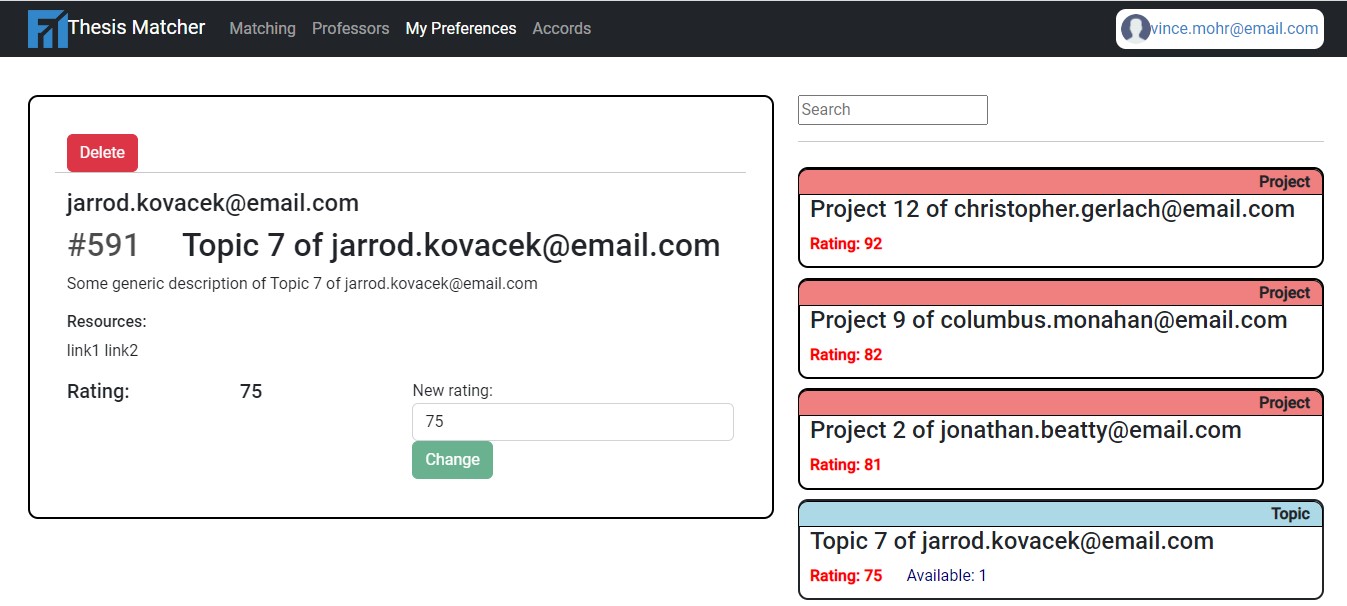 Thesis Matcher Matching Professors My Preferences Accords vince.mohr@email.com
Delete
jarrod.kovacek@email.com
#591 Topic 7 of jarrod.kovacek@email.com
Some generic description of Topic 7 of jarrod.kovacek@email.com
Resources:
link1 link2
Rating: 75 New rating:
75
Change
Search
Project
Project 12 of christopher.gerlach@email.com
Rating: 92
Project
Project 9 of columbus.monahan@email.com
Rating: 82
Project
Project 2 of jonathan.beatty@email.com
Rating: 81
Topic
Topic 7 of jarrod.kovacek@email.com
Rating: 75 Available: 1